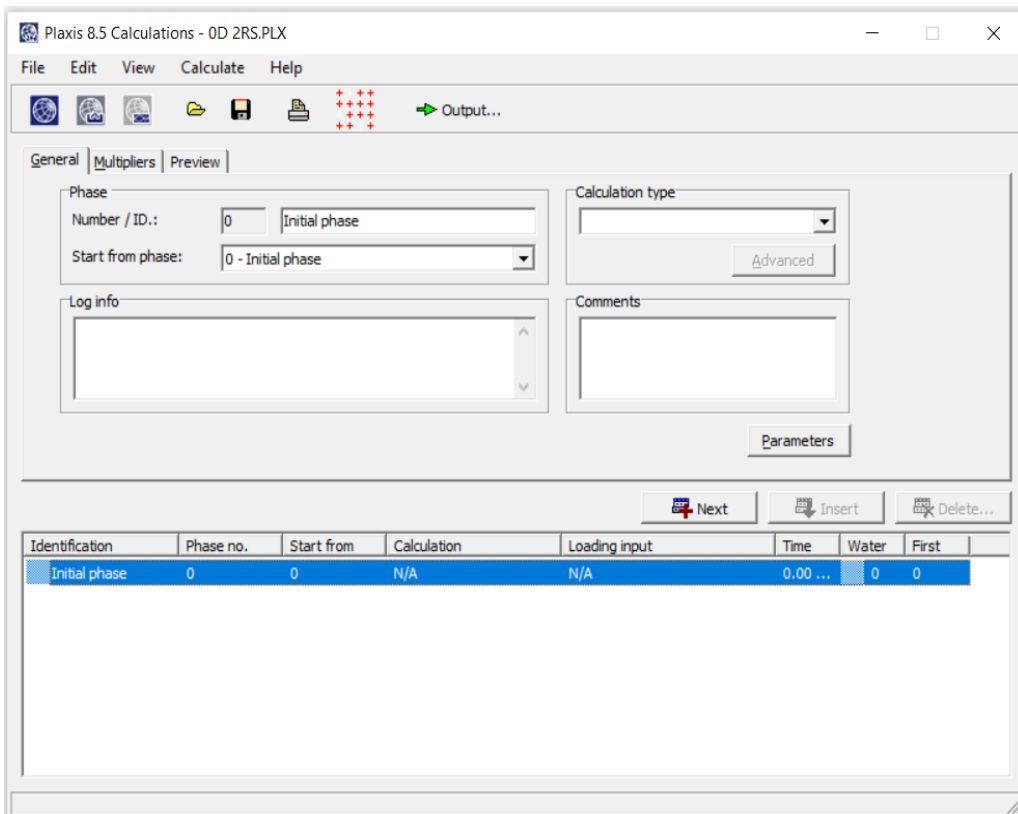 Plaxis 8.5 Calculations - 0D 2RS.PLX
File Edit View Calculate Help
Output...
General Multipliers Preview
Phase
Number / ID.: 0 Initial phase
Start from phase: 0 - Initial phase
Calculation type
Advanced
Log info
Comments
Parameters
Next Insert Delete...
Identification Phase no. Start from Calculation Loading input Time Water First
Initial phase 0 0 N/A N/A 0.00 ... 0 0